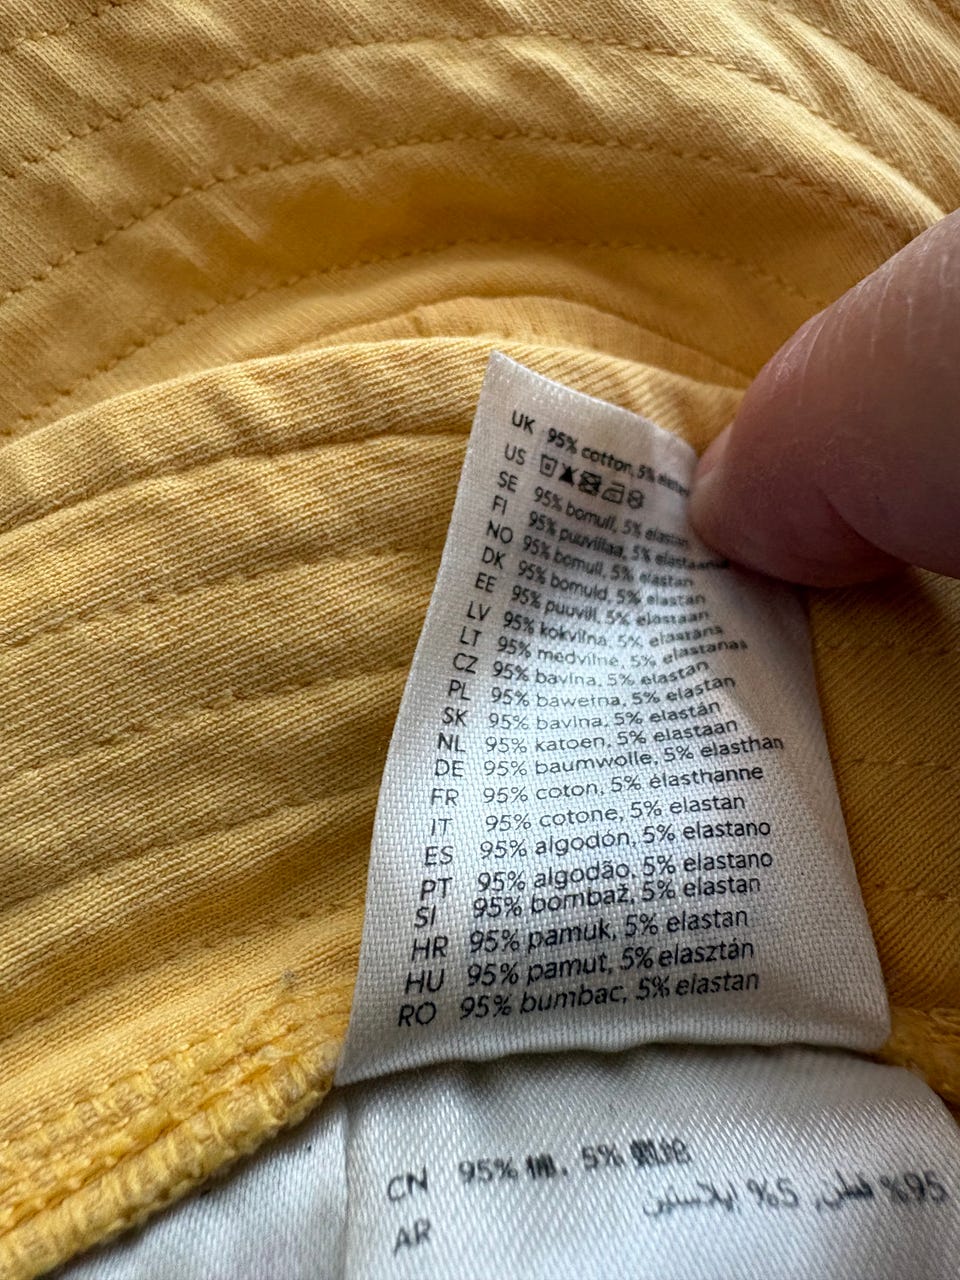 UK 95% cotton, 5%
US
SE 95% bomull, 5% elastan
FI 95% puuvillaa, 5% elastaania
NO 95% bomull, 5% elastan
DK 95% bomuld, 5% elastan
EE 95% puuvill, 5% elastaan
LV 95% kokvilna, 5% elastāns
LT 95% medvilnė, 5% elastanas
CZ 95% bavlna, 5% elastan
PL 95% bawełna, 5% elastan
SK 95% bavlna, 5% elastán
NL 95% katoen, 5% elastaan
DE 95% baumwolle, 5% elasthan
FR 95% coton, 5% élasthanne
IT 95% cotone, 5% elastan
ES 95% algodón, 5% elastano
PT 95% algodão, 5% elastano
SI 95% bombaž, 5% elastan
HR 95% pamuk, 5% elastan
HU 95% pamut, 5% elasztán
RO 95% bumbac, 5% elastan
CN 95% 5%
AR %95 %5